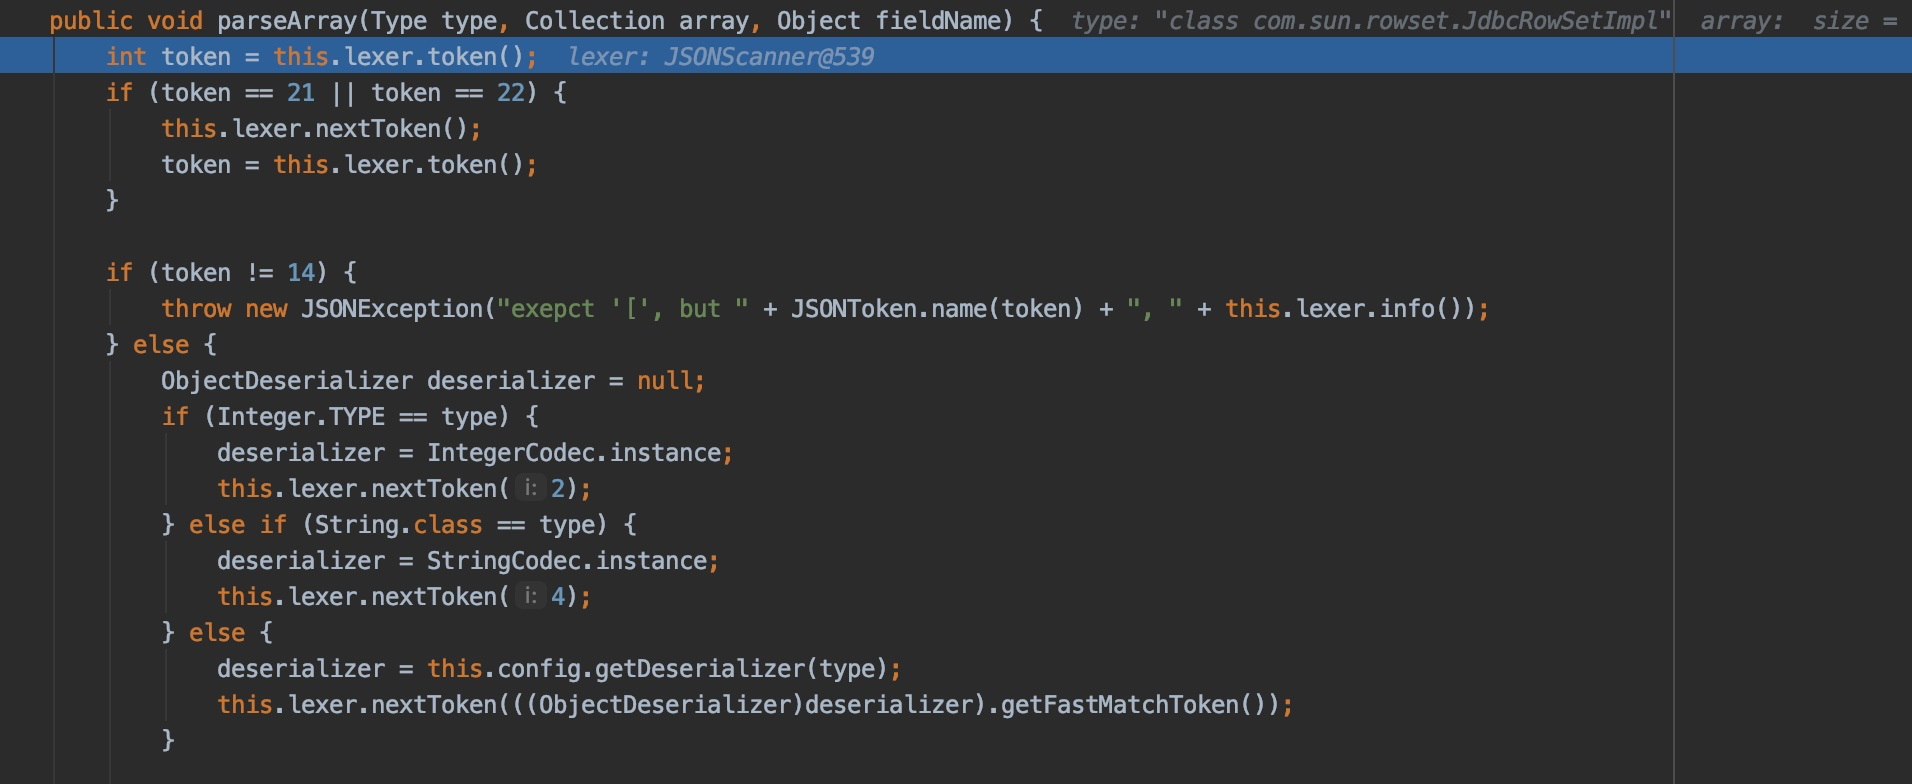 public void parseArray(Type type, Collection array, Object fieldName) {  type: "class com.sun.rowset.JdbcRowSetImpl"  array:  size =
    int token = this.lexer.token();  lexer: JSONScanner@539
    if (token == 21 || token == 22) {
        this.lexer.nextToken();
        token = this.lexer.token();
    }
    if (token != 14) {
        throw new JSONException("exepct '[', but " + JSONToken.name(token) + ", " + this.lexer.info());
    } else {
        ObjectDeserializer deserializer = null;
        if (Integer.TYPE == type) {
            deserializer = IntegerCodec.instance;
            this.lexer.nextToken( i: 2);
        } else if (String.class == type) {
            deserializer = StringCodec.instance;
            this.lexer.nextToken( i: 4);
        } else {
            deserializer = this.config.getDeserializer(type);
            this.lexer.nextToken(((ObjectDeserializer)deserializer).getFastMatchToken());
        }